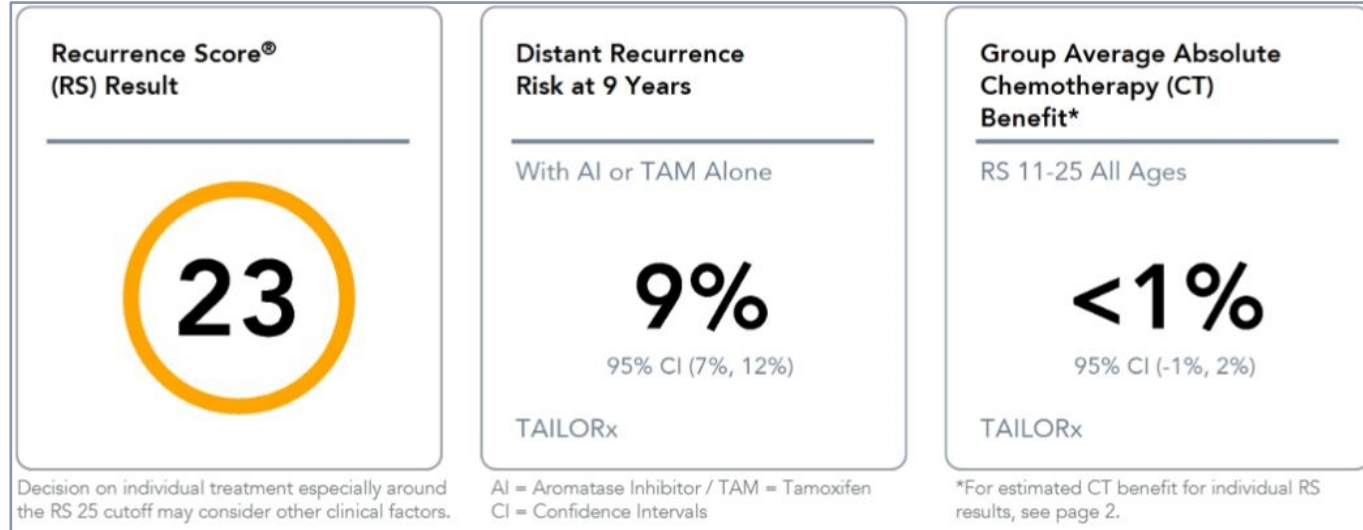 Recurrence Score®
(RS) Result
23
Decision on individual treatment especially around
the RS 25 cutoff may consider other clinical factors.
Distant Recurrence
Risk at 9 Years
With AI or TAM Alone
9%
95% CI (7%, 12%)
TAILORx
AI = Aromatase Inhibitor / TAM = Tamoxifen
CI = Confidence Intervals
Group Average Absolute
Chemotherapy (CT)
Benefit*
RS 11-25 All Ages
<1%
95% CI (-1%, 2%)
TAILORx
*For estimated CT benefit for individual RS
results, see page 2.